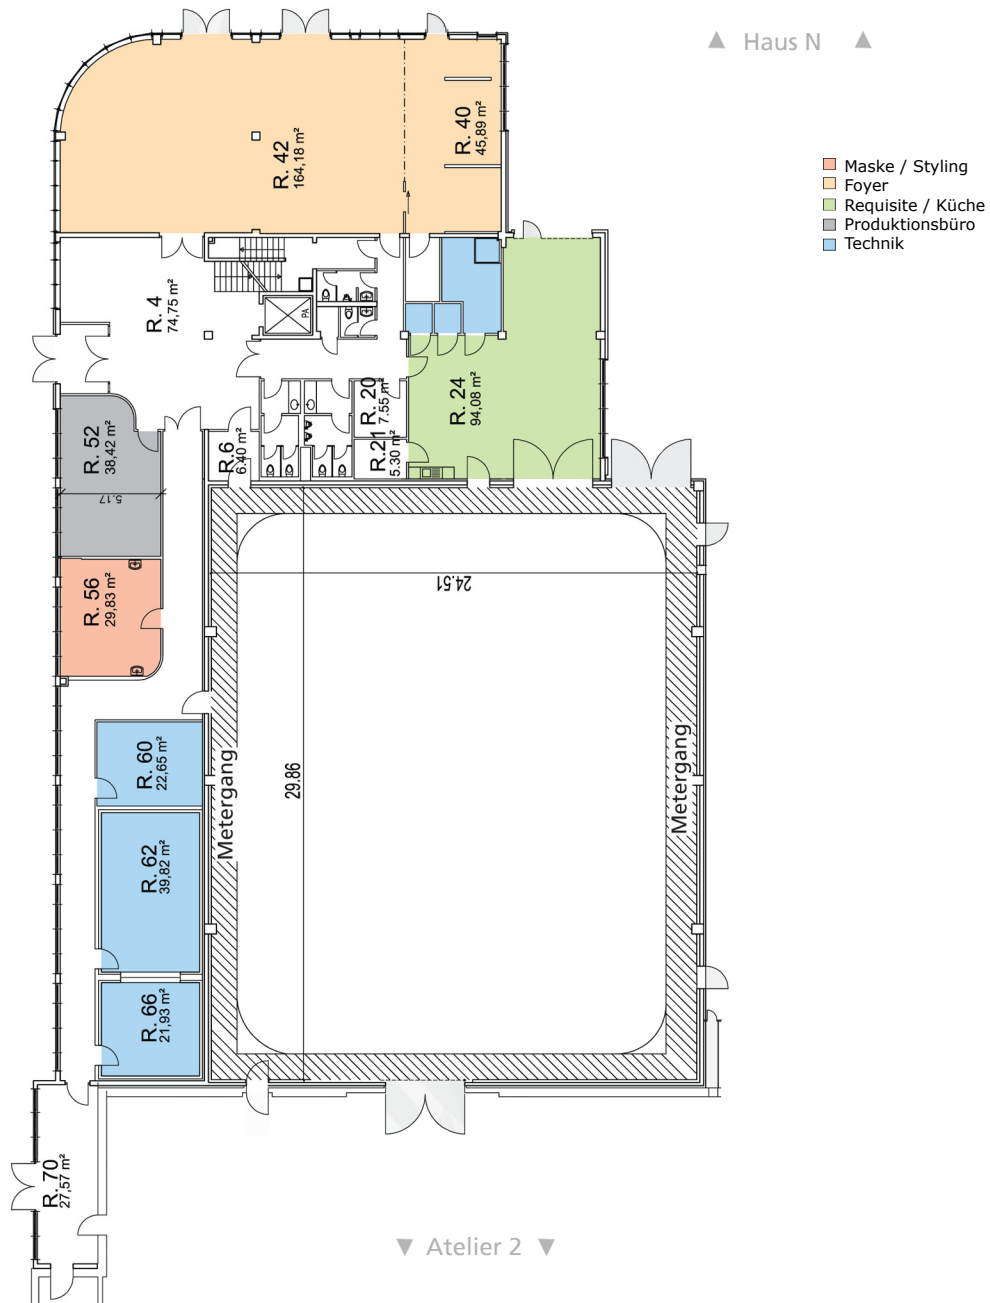 ▲ Haus N ▲
Maske / Styling
Foyer
Requisite / Küche
Produktionsbüro
Technik
R. 40
45,89 m²
R. 42
164,18 m²
R. 4
74,75 m²
PA
R. 20
7.55 m²
R. 24
94,08 m²
R. 52
38,42 m²
R.6
6.40 m²
R.21
5.30 m²
5.17
24.51
R. 56
29,83 m²
R. 60
22,65 m²
Metergang
29.86
Metergang
R. 62
39,82 m²
R. 66
21,93 m²
R. 70
27,57 m²
▼ Atelier 2 ▼